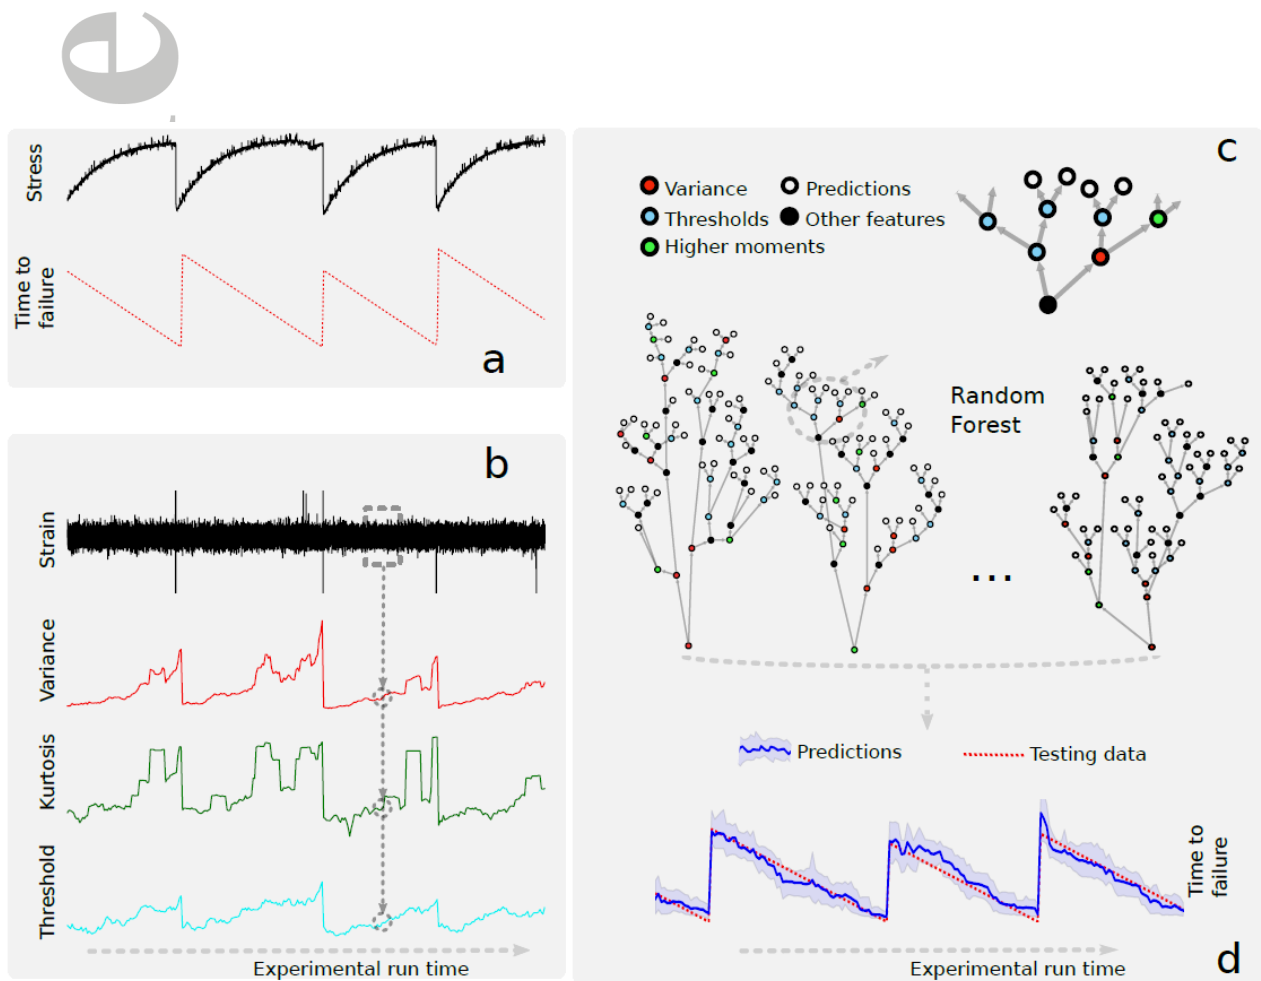 e
Stress
Time to
failure
a
b
Strain
Variance
Kurtosis
Threshold
Experimental run time
c
Variance
Predictions
Thresholds
Other features
Higher moments
Random
Forest
...
Predictions
Testing data
Time to
failure
Experimental run time
d